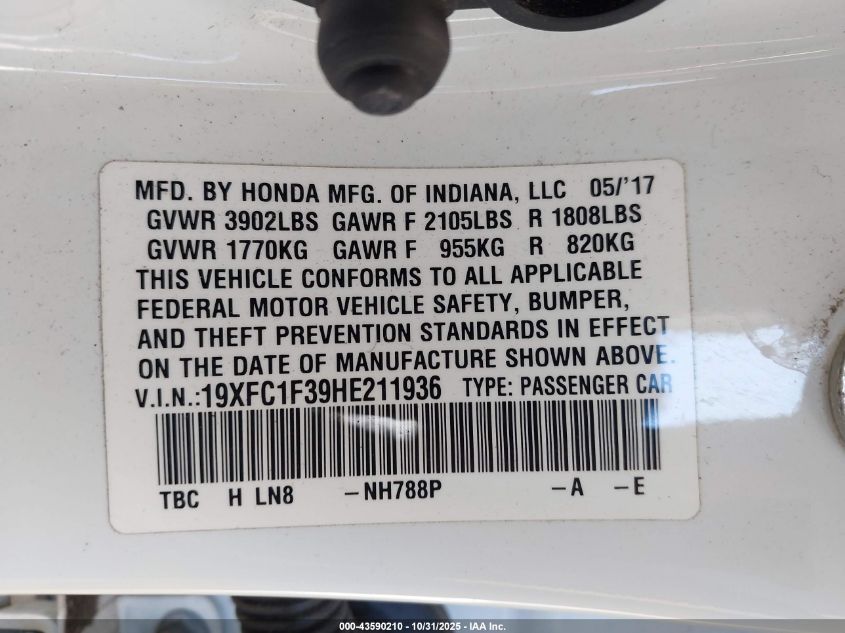 MFD. BY HONDA MFG. OF INDIANA, LLC 05/'17
GVWR 3902LBS GAWR F 2105LBS R 1808LBS
GVWR 1770KG GAWR F 955KG R 820KG
THIS VEHICLE CONFORMS TO ALL APPLICABLE
FEDERAL MOTOR VEHICLE SAFETY, BUMPER,
AND THEFT PREVENTION STANDARDS IN EFFECT
ON THE DATE OF MANUFACTURE SHOWN ABOVE.
V.I.N.:19XFC1F39HE211936 TYPE: PASSENGER CAR
TBC H LN8 -NH788P -A -E
000-43590210 - 10/31/2025 - IAA Inc.